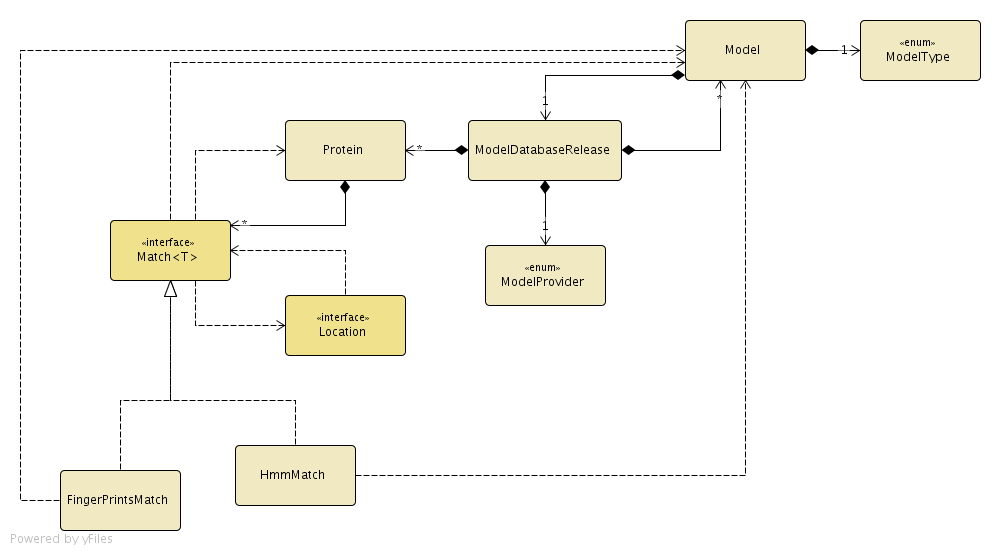 Model
1
«enum»
ModelType
1
*
Protein
*
ModelDatabaseRelease
*
«interface»
Match<T>
1
«enum»
ModelProvider
«interface»
Location
HmmMatch
FingerPrintsMatch
Powered by yFiles